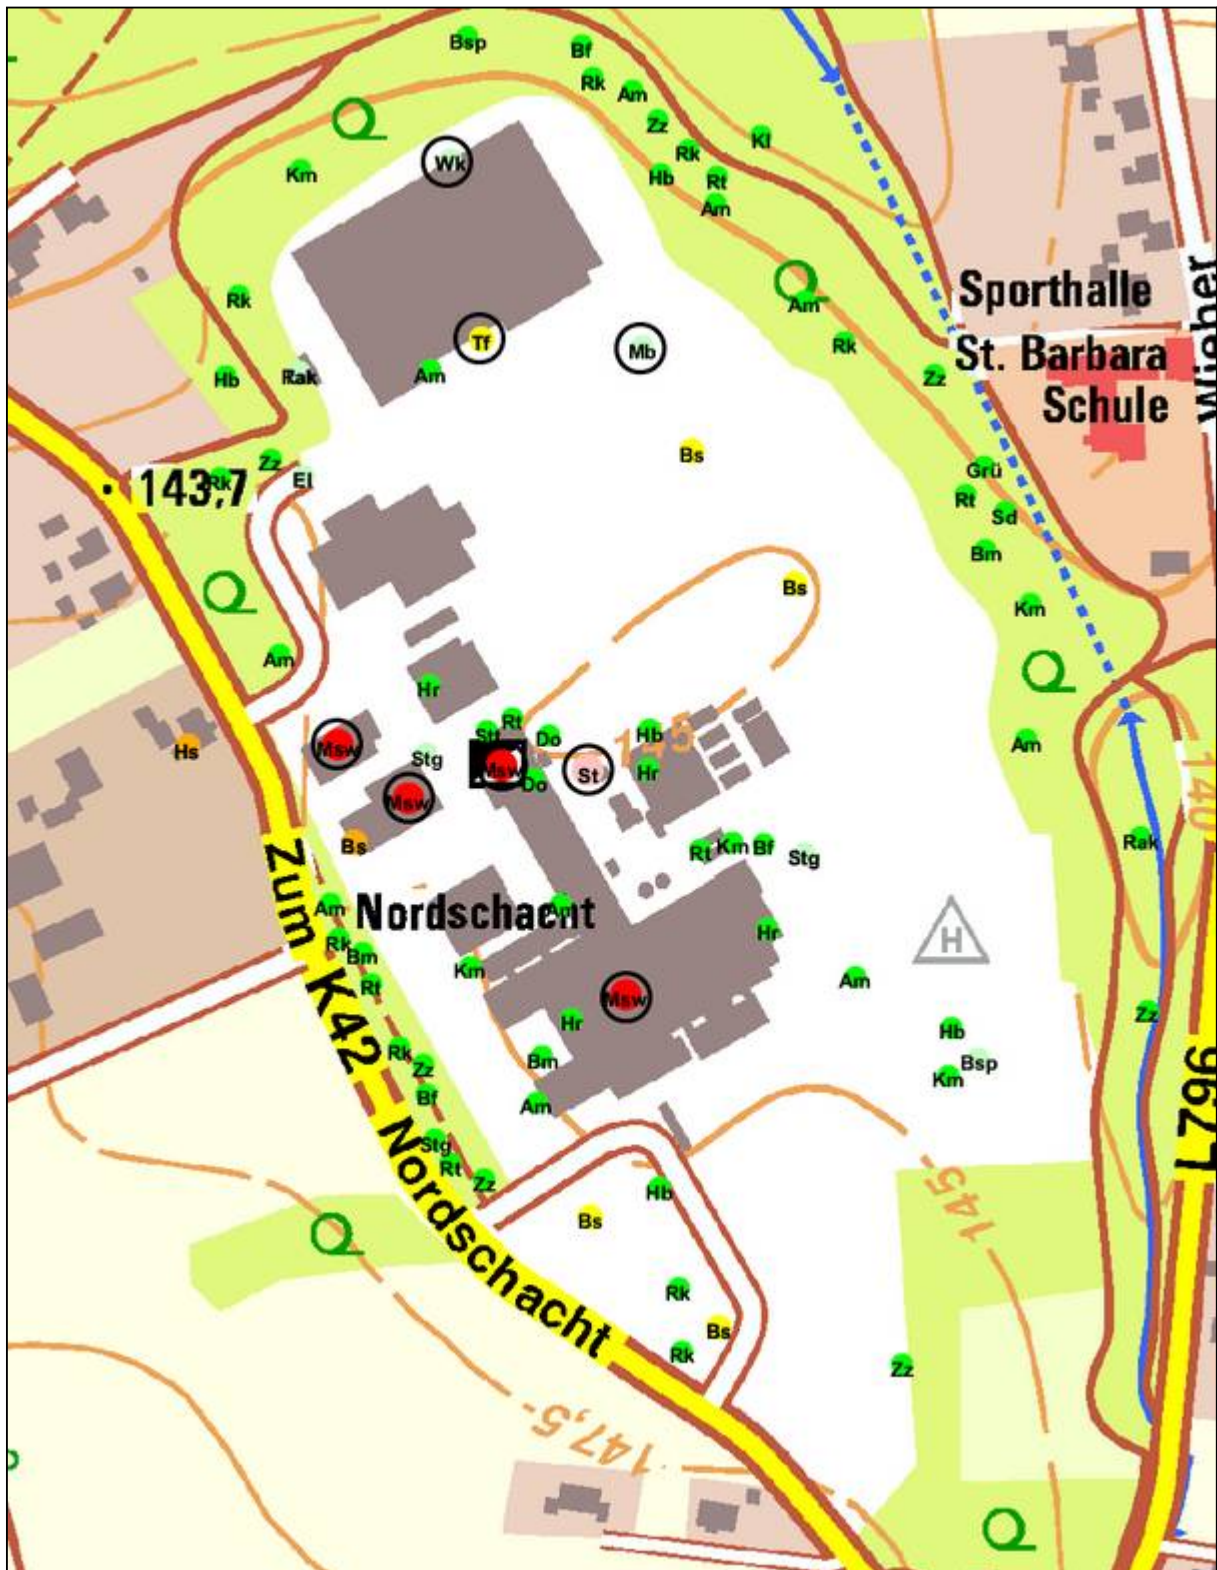 Bsp
Bf
Rk
Am
Zz
Kl
Rk
Wk
Km
Hb
Rt
Am
Rk
Sporthalle
Am
Tf
Mb
Rk
St. Barbara
Wieher
Hb
Am
Zz
Schule
Bs
Zz
Rk
El
143,7
Grü
Rt
Sd
Bm
Bs
Km
Am
Hr
Rt
Stf
Do
Hb
Am
Hs
Msw
Stg
Msw
Do
St
145
Hr
140
Msw
Bs
Rt
Km
Bf
Stg
Rak
Am
Nordschacht
Am
Rk
Bm
Hr
Rt
Km
Am
H
Msw
Zz
Hr
Hb
Rk
Zz
Bm
Bsp
Km
Bf
Am
Stg
Rt
Zz
Hb
Bs
145
Rk
Bs
Rk
Zz
147,5
Zum
K42
Nordschacht
L796